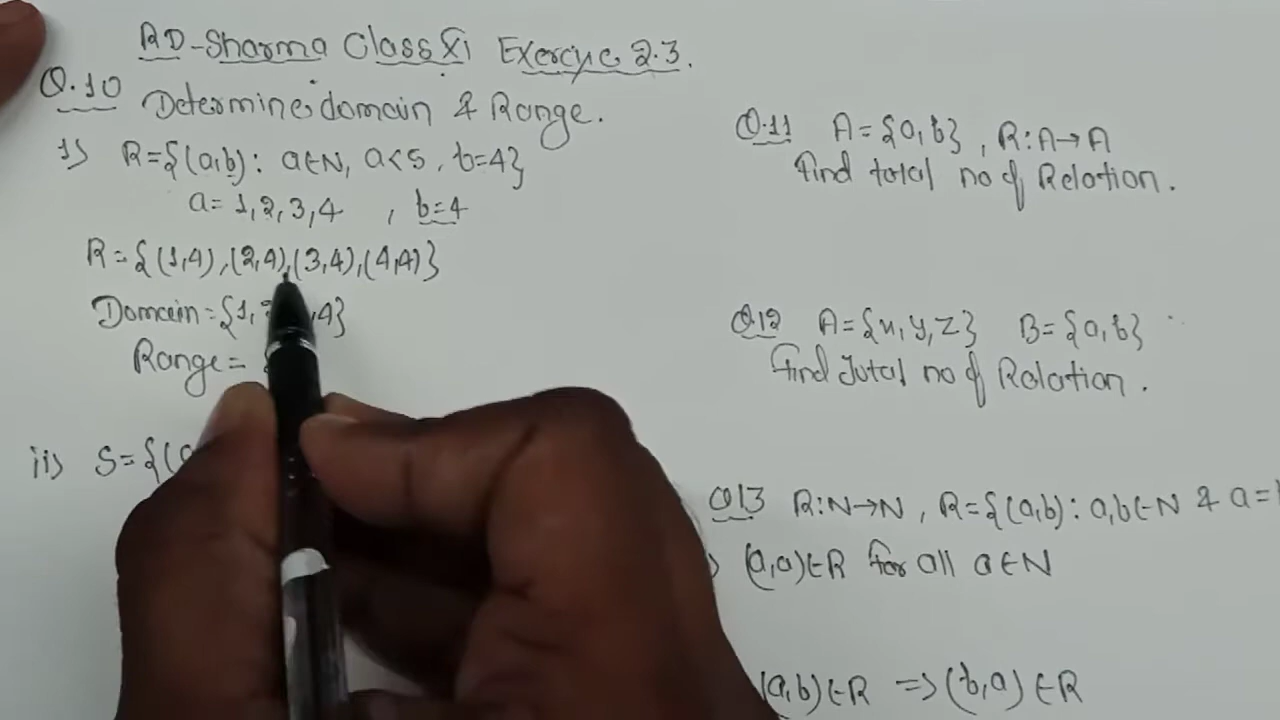 RD-Sharma Class XI Exercise 2.3.
Q.10 Determine domain & Range.
1) R={(a,b): a∈N, a<5, b=4}
a= 1,2,3,4 , b=4
R={(1,4),(2,4),(3,4),(4,4)}
Domain={1, ,4}
Range= {
ii) S={(a
Q.11 A={a,b}, R:A→A
Find total no of Relation.
Q.12 A={x,y,z} B={a,b}
Find Total no of Relation.
Q13 R:N→N, R={(a,b): a,b∈N & a=b
(a,a)∈R for all a∈N
(a,b)∈R ⇒ (b,a)∈R